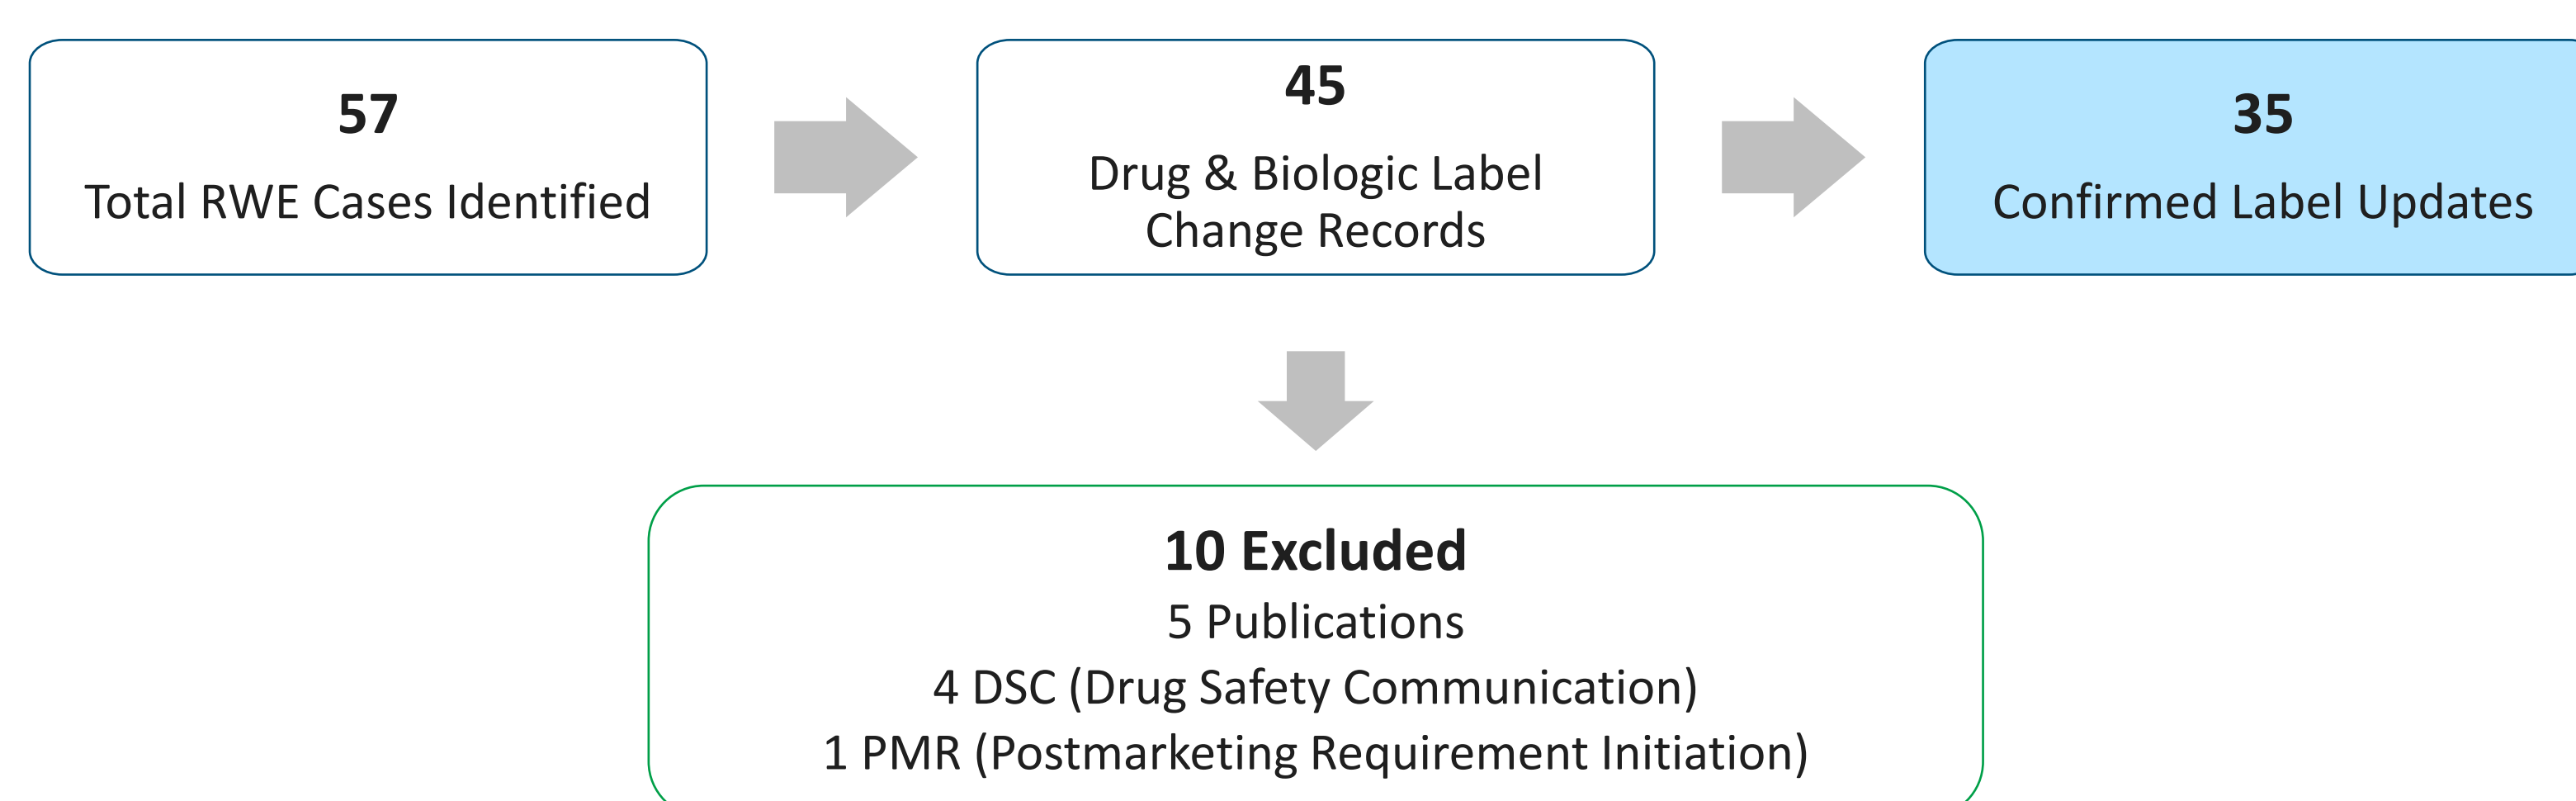 57
Total RWE Cases Identified
45
Drug & Biologic Label
Change Records
35
Confirmed Label Updates
10 Excluded
5 Publications
4 DSC (Drug Safety Communication)
1 PMR (Postmarketing Requirement Initiation)